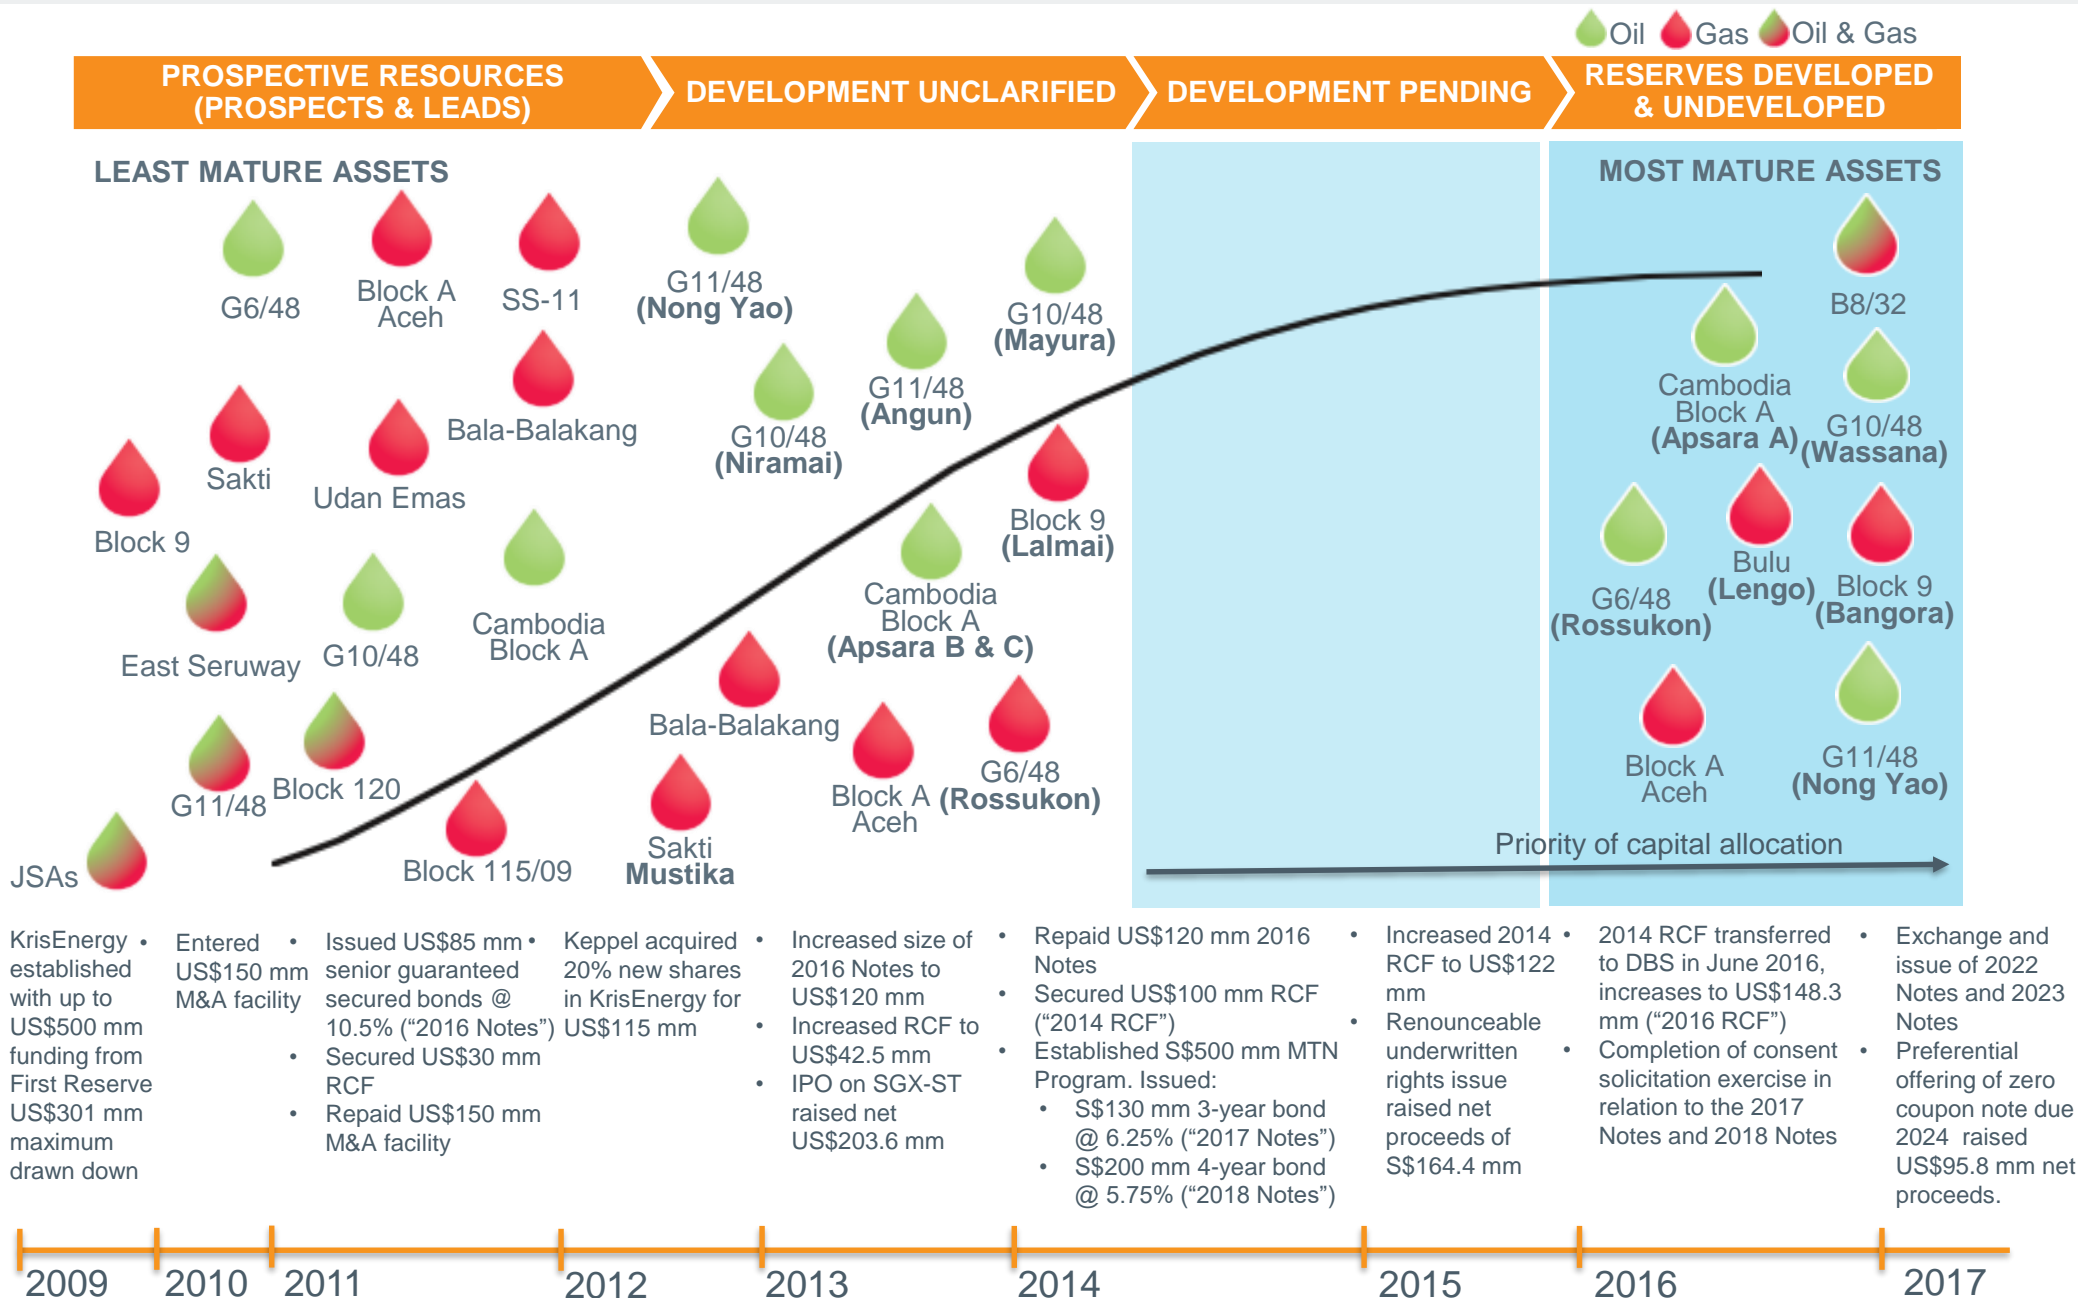 Oil
Gas
Oil & Gas
PROSPECTIVE RESOURCES
(PROSPECTS & LEADS)
DEVELOPMENT UNCLARIFIED
DEVELOPMENT PENDING
RESERVES DEVELOPED
& UNDEVELOPED
LEAST MATURE ASSETS
MOST MATURE ASSETS
G6/48
Block A
Aceh
SS-11
Sakti
Udan Emas
Bala-Balakang
Block 9
East Seruway
G10/48
Cambodia
Block A
G11/48
Block 120
JSAs
Block 115/09
G11/48
(Nong Yao)
G10/48
(Niramai)
G11/48
(Angun)
G10/48
(Mayura)
Block 9
(Lalmai)
Cambodia
Block A
(Apsara B & C)
Bala-Balakang
Sakti
Mustika
Block A
Aceh
G6/48
(Rossukon)
B8/32
Cambodia
Block A
(Apsara A)
G10/48
(Wassana)
G6/48
(Rossukon)
Bulu
(Lengo)
Block 9
(Bangora)
Block A
Aceh
G11/48
(Nong Yao)
Priority of capital allocation
KrisEnergy
established
with up to
US$500 mm
funding from
First Reserve
US$301 mm
maximum
drawn down
• Entered
US$150 mm
M&A facility
• Issued US$85 mm
senior guaranteed
secured bonds @
10.5% (“2016 Notes”)
• Secured US$30 mm
RCF
• Repaid US$150 mm
M&A facility
• Keppel acquired
20% new shares
in KrisEnergy for
US$115 mm
• Increased size of
2016 Notes to
US$120 mm
• Increased RCF to
US$42.5 mm
• IPO on SGX-ST
raised net
US$203.6 mm
• Repaid US$120 mm 2016
Notes
• Secured US$100 mm RCF
(“2014 RCF”)
• Established S$500 mm MTN
Program. Issued:
• S$130 mm 3-year bond
@ 6.25% (“2017 Notes”)
• S$200 mm 4-year bond
@ 5.75% (“2018 Notes”)
• Increased 2014
RCF to US$122
mm
• Renounceable
underwritten
rights issue
raised net
proceeds of
S$164.4 mm
• 2014 RCF transferred
to DBS in June 2016,
increases to US$148.3
mm (“2016 RCF”)
• Completion of consent
solicitation exercise in
relation to the 2017
Notes and 2018 Notes
• Exchange and
issue of 2022
Notes and 2023
Notes
• Preferential
offering of zero
coupon note due
2024 raised
US$95.8 mm net
proceeds.
2009
2010
2011
2012
2013
2014
2015
2016
2017